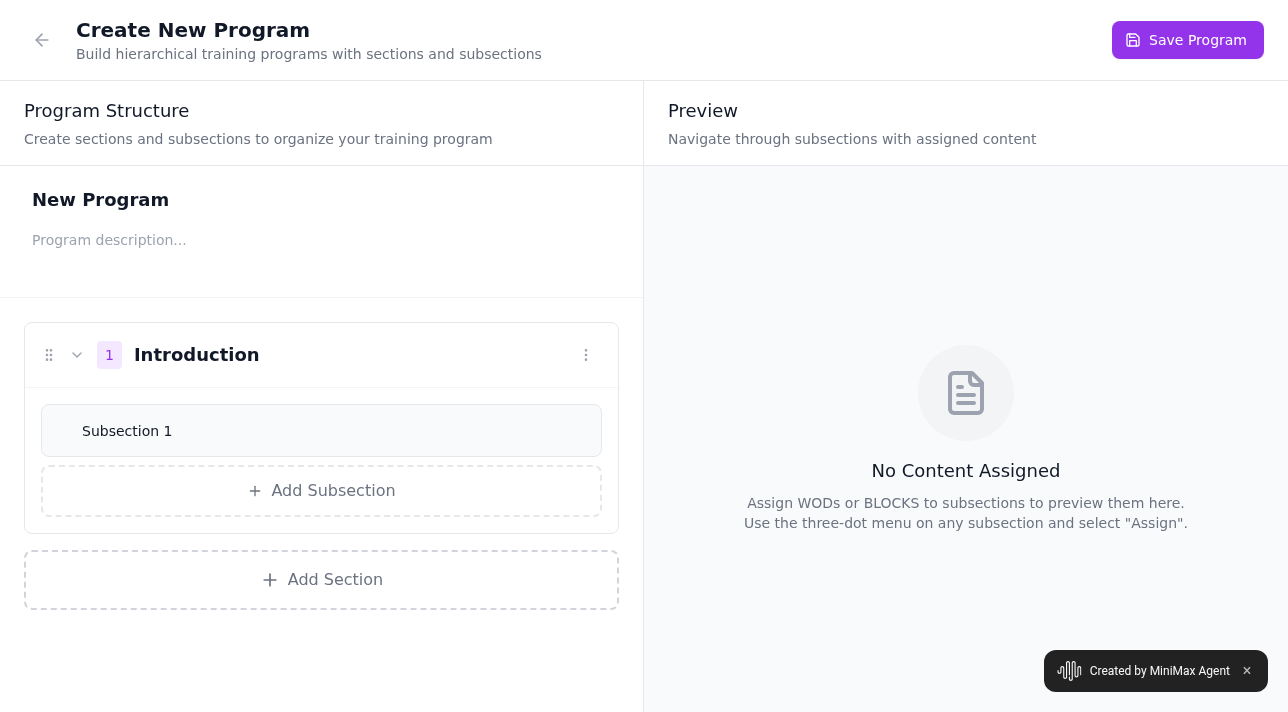 Create New Program
Build hierarchical training programs with sections and subsections
Save Program
Program Structure
Create sections and subsections to organize your training program
New Program
Program description...
1
Introduction
Subsection 1
Add Subsection
Add Section
Preview
Navigate through subsections with assigned content
No Content Assigned
Assign WODs or BLOCKS to subsections to preview them here.
Use the three-dot menu on any subsection and select "Assign".
Created by MiniMax Agent